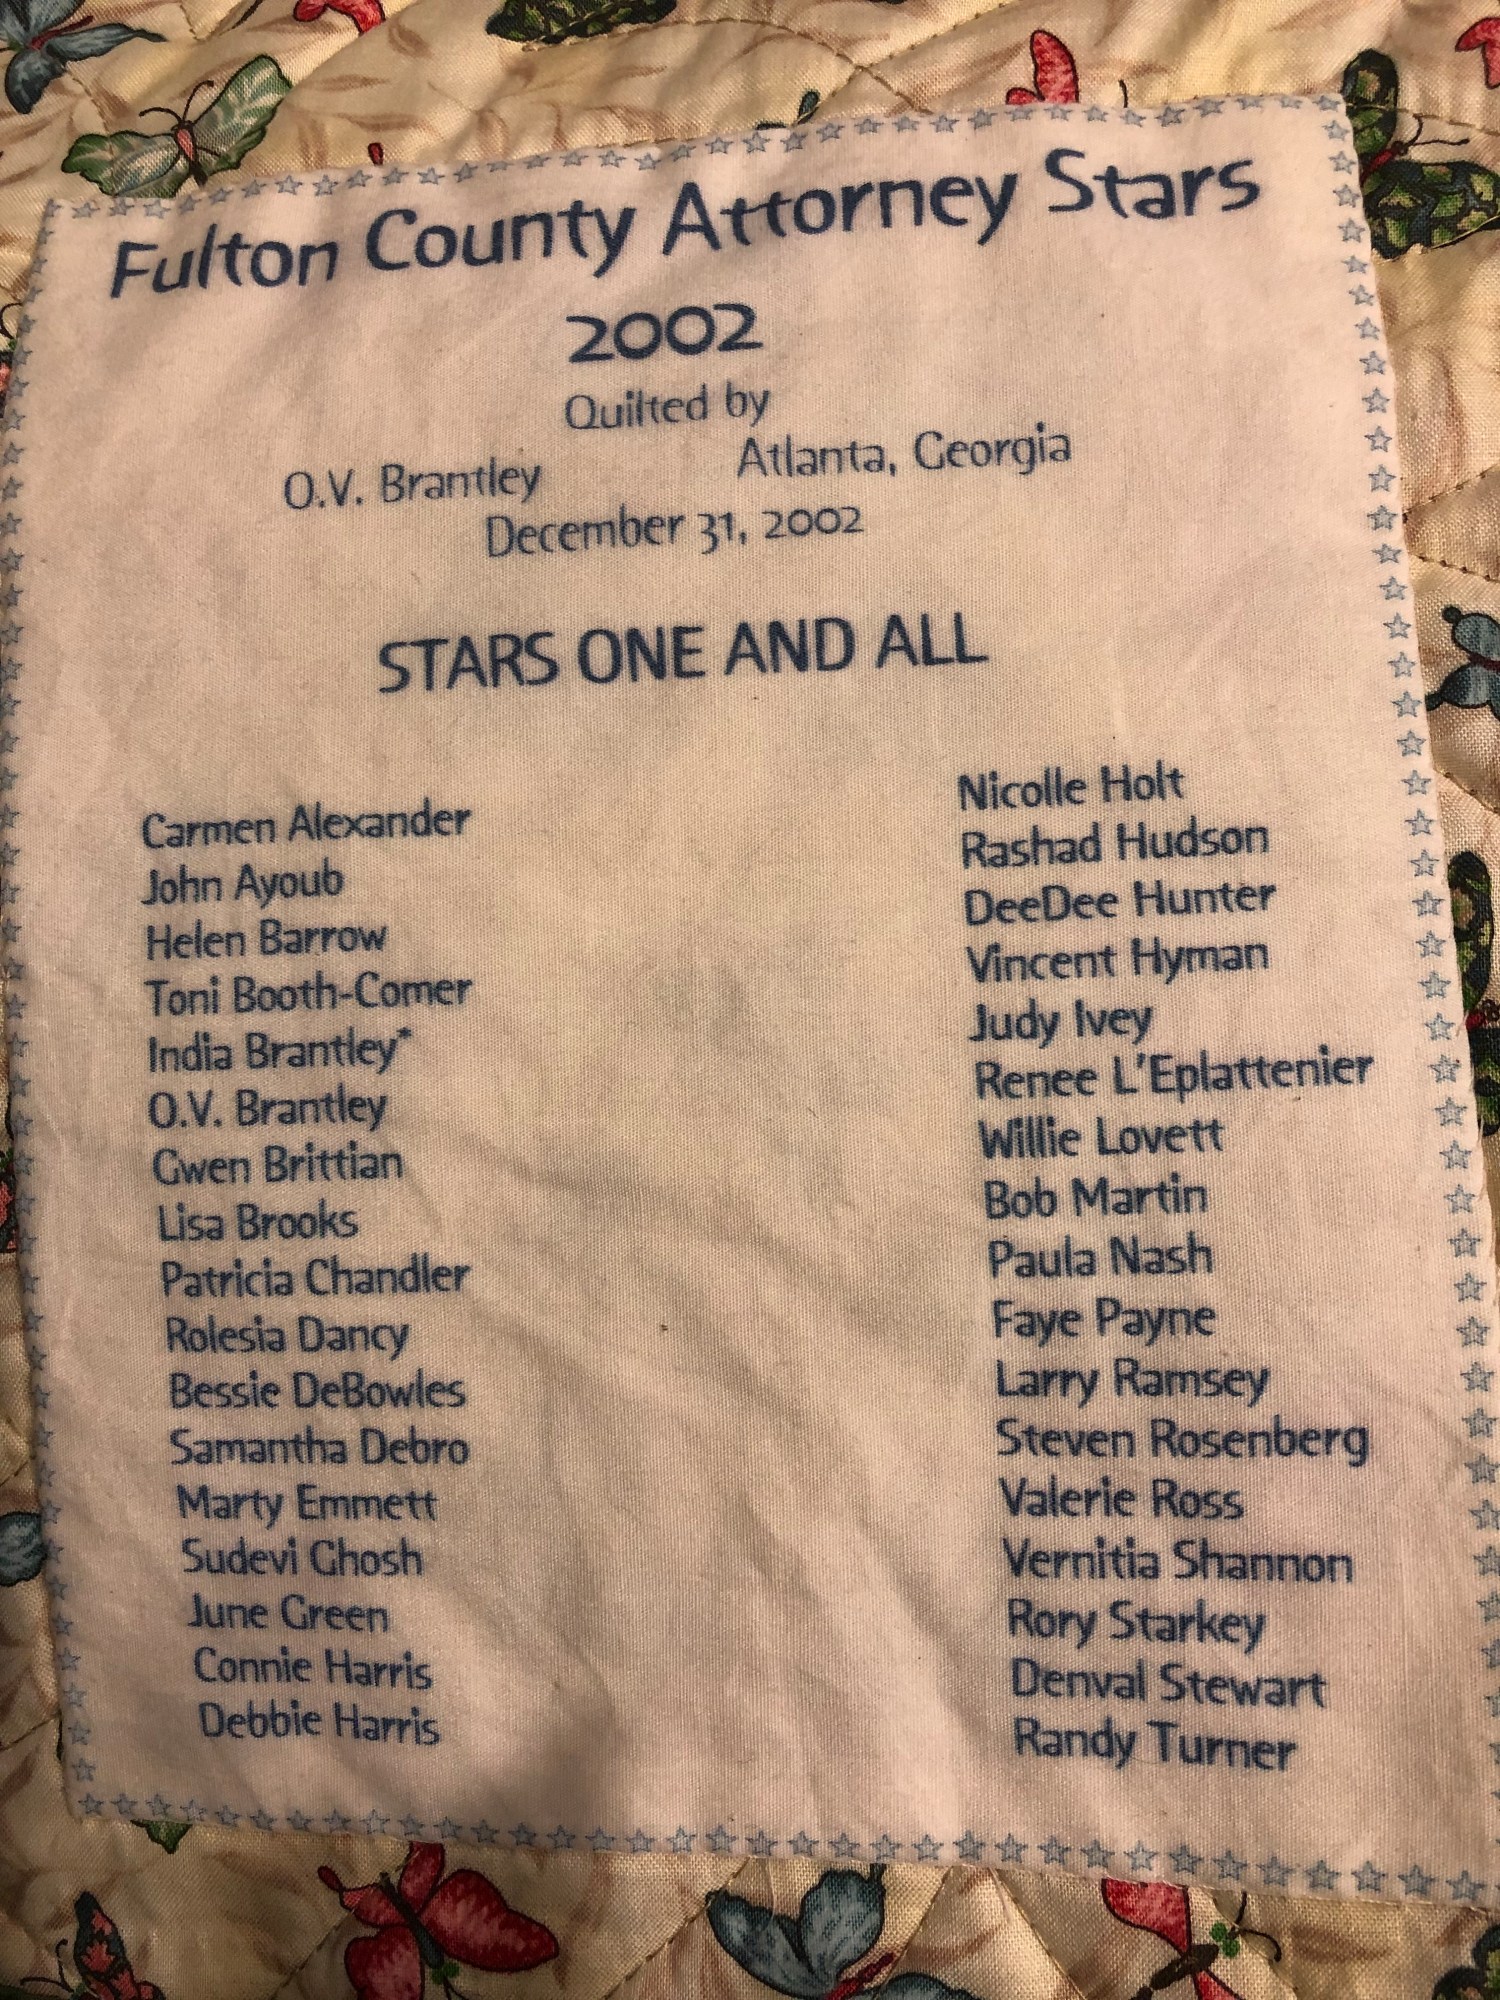 Fulton County Attorney Stars
2002
Quilted by
O.V. Brantley Atlanta, Georgia
December 31, 2002
STARS ONE AND ALL
Carmen Alexander
John Ayoub
Helen Barrow
Toni Booth-Comer
India Brantley*
O.V. Brantley
Gwen Brittian
Lisa Brooks
Patricia Chandler
Rolesia Dancy
Bessie DeBowles
Samantha Debro
Marty Emmett
Sudevi Ghosh
June Green
Connie Harris
Debbie Harris
Nicolle Holt
Rashad Hudson
DeeDee Hunter
Vincent Hyman
Judy Ivey
Renee L'Eplattenier
Willie Lovett
Bob Martin
Paula Nash
Faye Payne
Larry Ramsey
Steven Rosenberg
Valerie Ross
Vernitia Shannon
Rory Starkey
Denval Stewart
Randy Turner